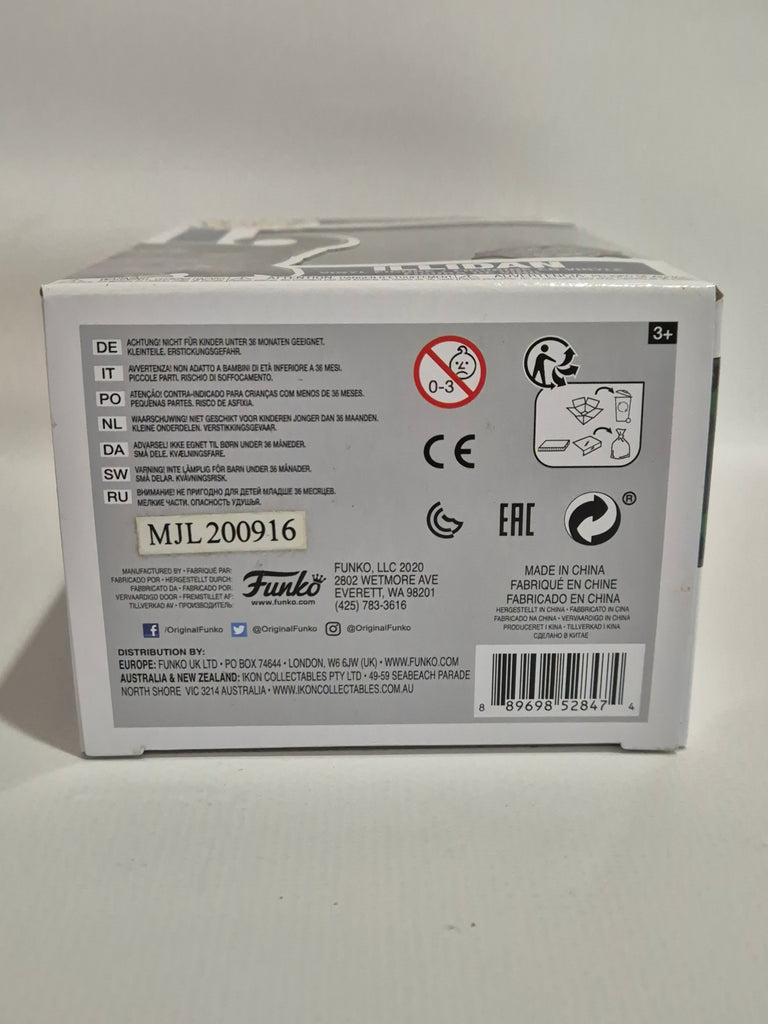 ILLIDAN
3+
DE ACHTUNG! NICHT FÜR KINDER UNTER 36 MONATEN GEEIGNET.
KLEINTEILE. ERSTICKUNGSGEFAHR.
IT AVVERTENZA! NON ADATTO A BAMBINI DI ETÀ INFERIORE A 36 MESI.
PICCOLE PARTI. RISCHIO DI SOFFOCAMENTO.
PO ATENÇÃO! CONTRA-INDICADO PARA CRIANÇAS COM MENOS DE 36 MESES.
PEQUENAS PARTES. RISCO DE ASFIXIA.
NL WAARSCHUWING! NIET GESCHIKT VOOR KINDEREN JONGER DAN 36 MAANDEN.
KLEINE ONDERDELEN. VERSTIKKINGSGEVAAR.
DA ADVARSEL! IKKE EGNET TIL BØRN UNDER 36 MÅNEDER.
SMÅ DELE. KVÆLNINGSFARE.
SW VARNING! INTE LÄMPLIG FÖR BARN UNDER 36 MÅNADER.
SMÅ DELAR. KVÄVNINGSRISK.
RU ВНИМАНИЕ! НЕ ПРИГОДНО ДЛЯ ДЕТЕЙ МЛАДШЕ 36 МЕСЯЦЕВ.
МЕЛКИЕ ЧАСТИ. ОПАСНОСТЬ УДУШЬЯ.
0-3
CE
EAC
®
MJL 200916
MANUFACTURED BY • FABRIQUÉ PAR:
FABRICADO POR • HERGESTELLT DURCH:
FABRICATO DA • FABRICADO POR:
VERVAARDIGD DOOR • FREMSTILLET AF:
TILLVERKAD AV • ПРОИЗВОДИТЕЛЬ:
Funko
www.funko.com
FUNKO, LLC 2020
2802 WETMORE AVE
EVERETT, WA 98201
(425) 783-3616
MADE IN CHINA
FABRIQUÉ EN CHINE
FABRICADO EN CHINA
HERGESTELLT IN CHINA • FABBRICATO IN CINA
FABRICADO NA CHINA • VERVAARDIGD IN CHINA
PRODUCERET I KINA • TILLVERKAD I KINA
СДЕЛАНО В КИТАЕ
/OriginalFunko @OriginalFunko @OriginalFunko
DISTRIBUTION BY:
EUROPE: FUNKO UK LTD • PO BOX 74644 • LONDON, W6 6JW (UK) • WWW.FUNKO.COM
AUSTRALIA & NEW ZEALAND: IKON COLLECTABLES PTY LTD • 49-59 SEABEACH PARADE
NORTH SHORE VIC 3214 AUSTRALIA • WWW.IKONCOLLECTABLES.COM.AU
8 89698 52847 4